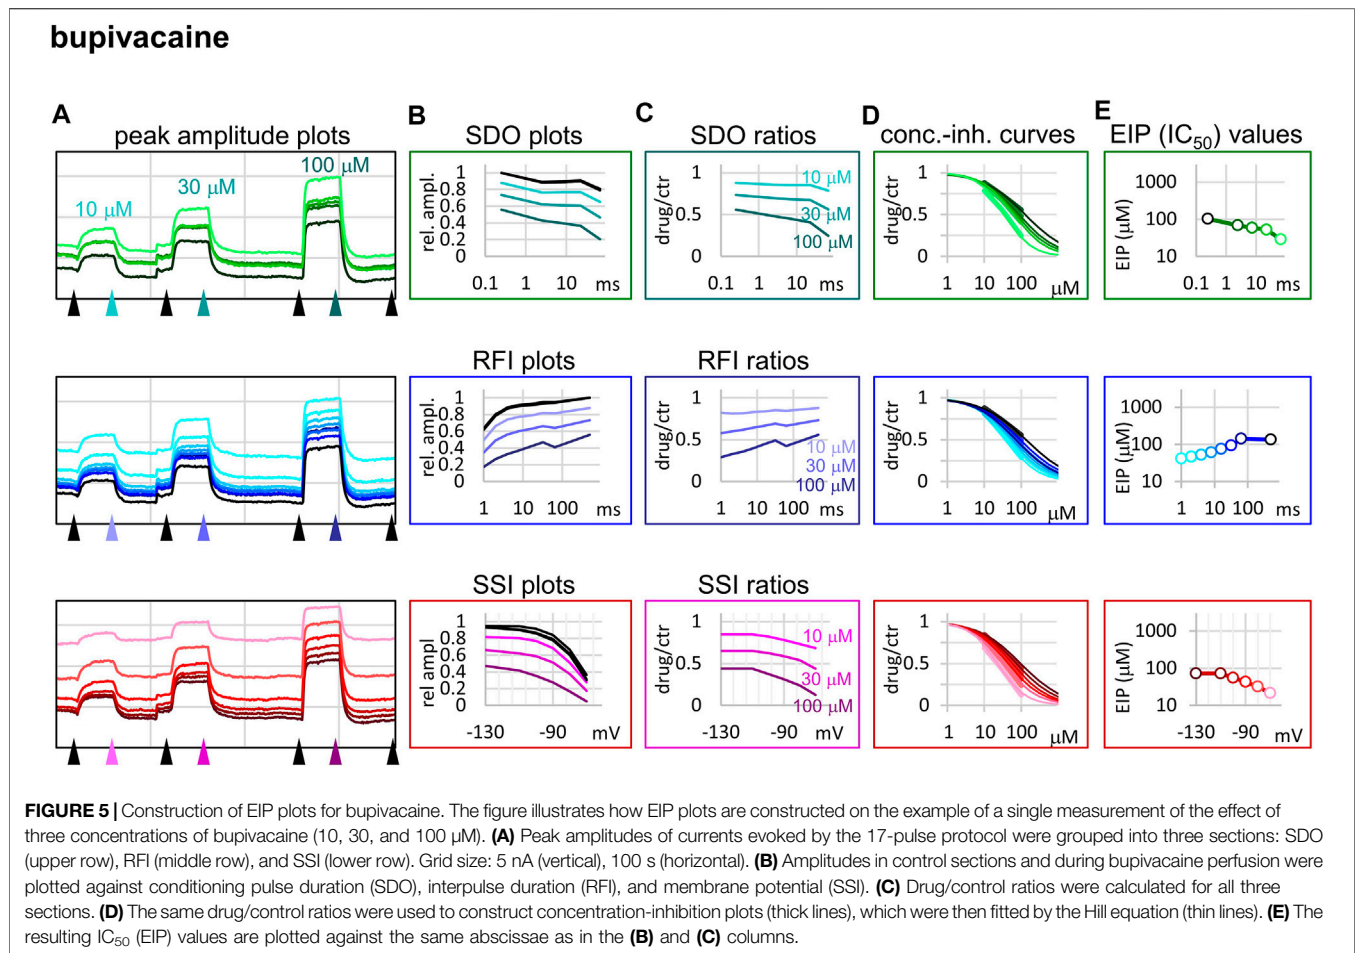 bupivacaine
A B C D E
peak amplitude plots SDO plots SDO ratios conc.-inh. curves EIP (IC50) values
10 μM 30 μM 100 μM
rel. ampl. 1 0.8 0.6 0.4 0.2 0
0.1 1 10 ms
drug/ctr 1 0.5 0
10 μM
30 μM
100 μM
0.1 1 10 ms
drug/ctr 1 0.5 0
1 10 100 μM
EIP (μM) 1000 100 10
0.1 1 10 ms
RFI plots RFI ratios
rel. ampl. 1 0.8 0.6 0.4 0.2 0
1 10 100 ms
drug/ctr 1 0.5 0
10 μM
30 μM
100 μM
1 10 100 ms
drug/ctr 1 0.5 0
1 10 100 μM
EIP (μM) 1000 100 10
1 10 100 ms
SSI plots SSI ratios
rel ampl 1 0.8 0.6 0.4 0.2 0
-130 -90 mV
drug/ctr 1 0.5 0
10 μM
30 μM
100 μM
-130 -90 mV
drug/ctr 1 0.5 0
1 10 100 μM
EIP (μM) 1000 100 10
-130 -90 mV
FIGURE 5 | Construction of EIP plots for bupivacaine. The figure illustrates how EIP plots are constructed on the example of a single measurement of the effect of
three concentrations of bupivacaine (10, 30, and 100 μM). (A) Peak amplitudes of currents evoked by the 17-pulse protocol were grouped into three sections: SDO
(upper row), RFI (middle row), and SSI (lower row). Grid size: 5 nA (vertical), 100 s (horizontal). (B) Amplitudes in control sections and during bupivacaine perfusion were
plotted against conditioning pulse duration (SDO), interpulse duration (RFI), and membrane potential (SSI). (C) Drug/control ratios were calculated for all three
sections. (D) The same drug/control ratios were used to construct concentration-inhibition plots (thick lines), which were then fitted by the Hill equation (thin lines). (E) The
resulting IC50 (EIP) values are plotted against the same abscissae as in the (B) and (C) columns.